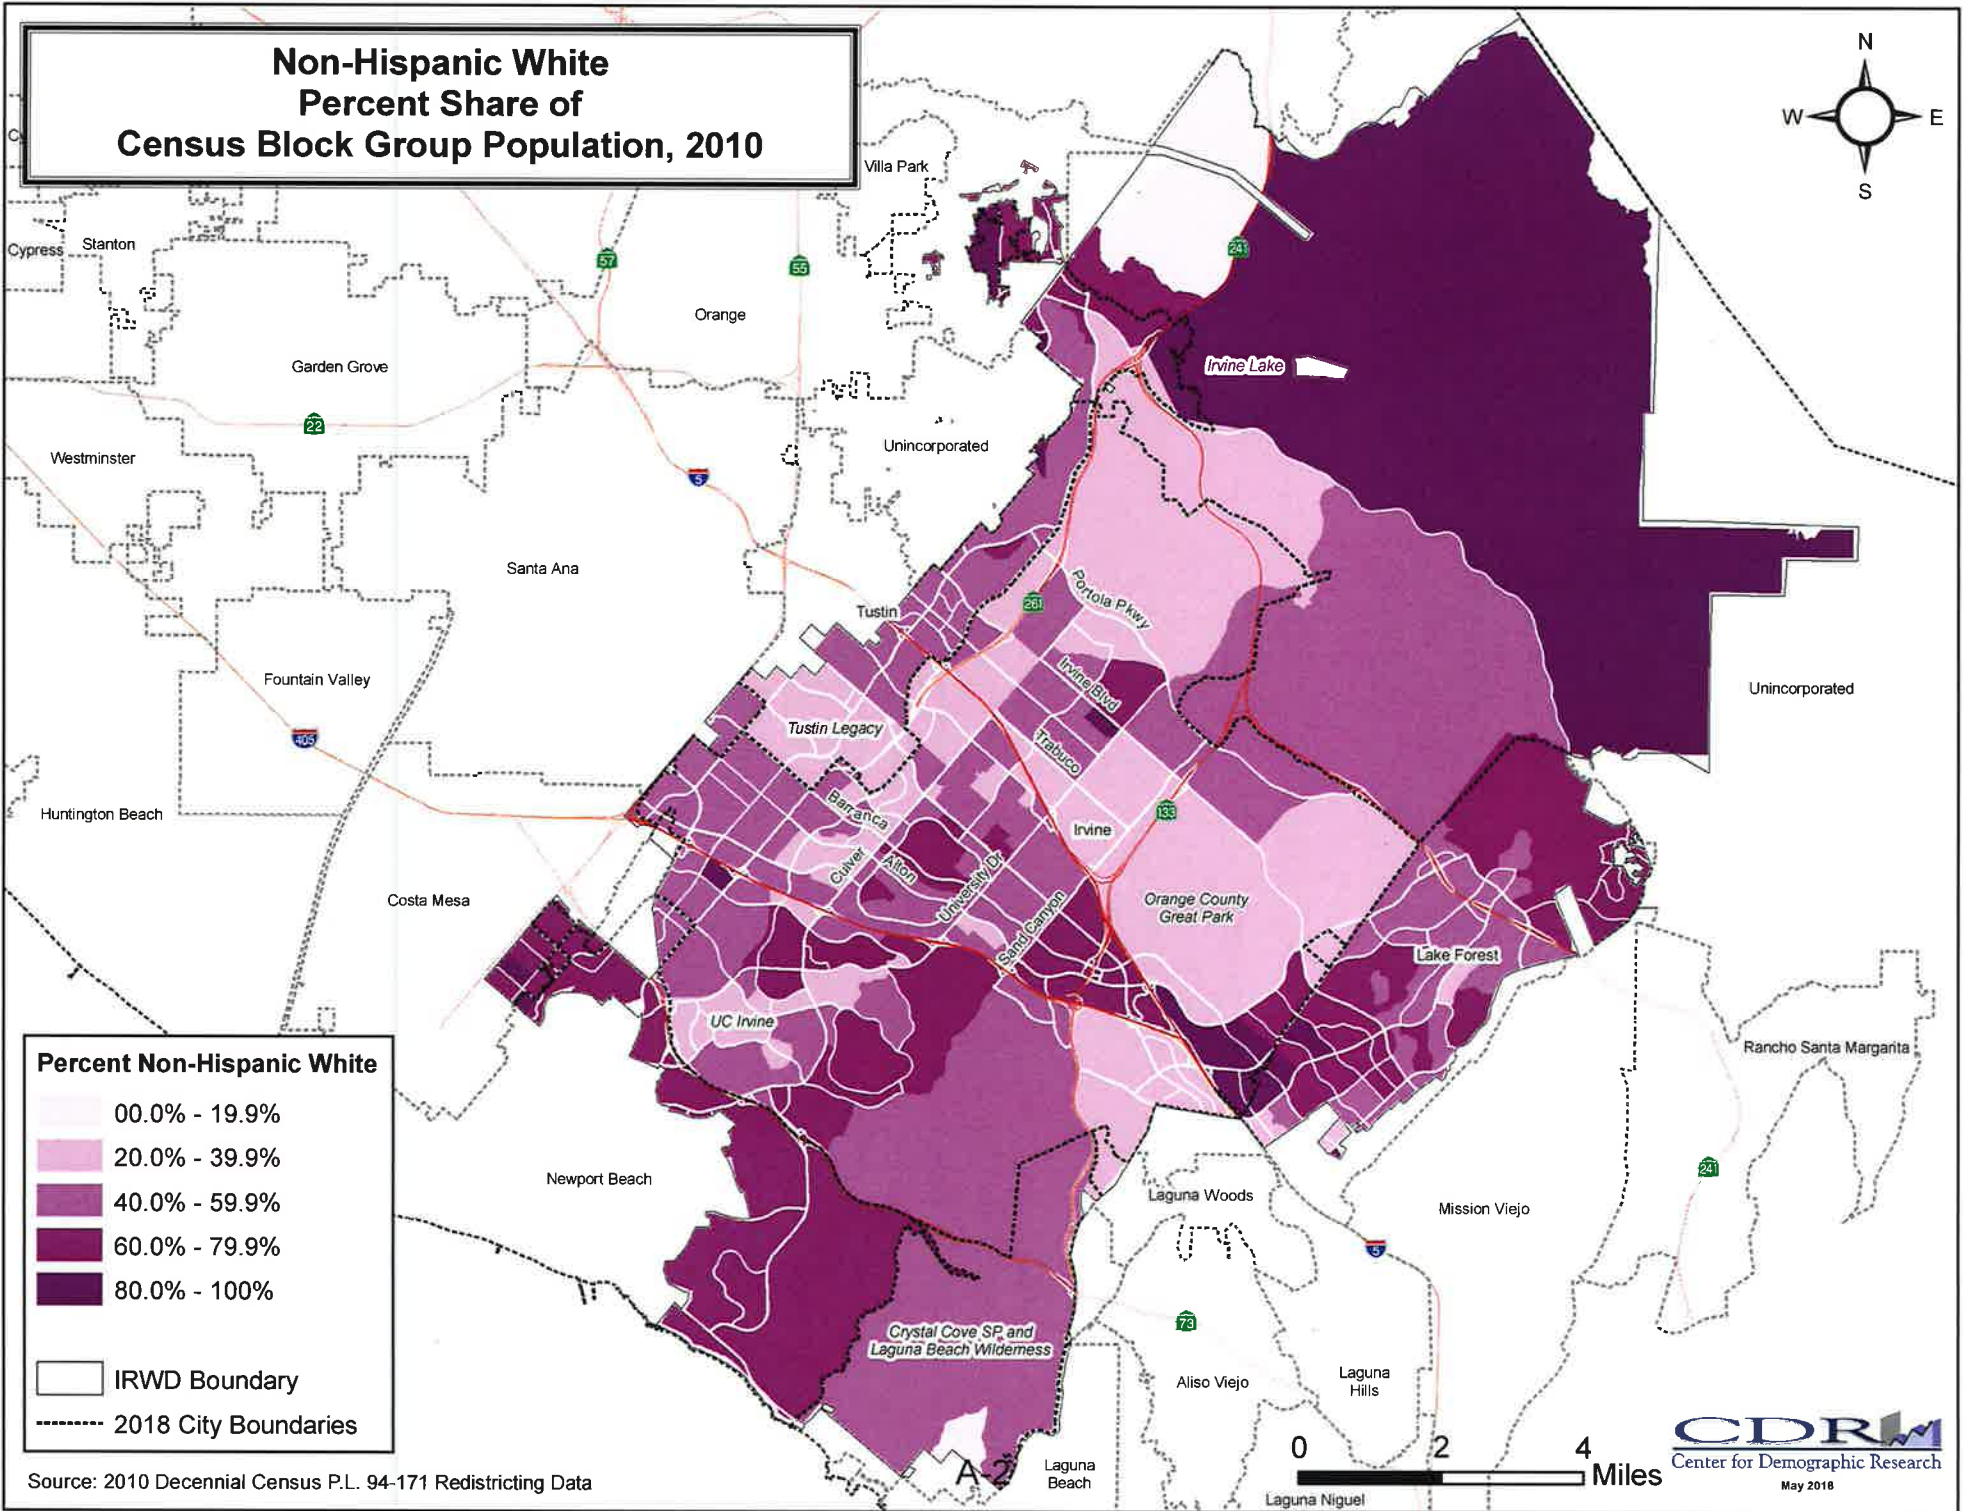 Non-Hispanic White
Percent Share of
Census Block Group Population, 2010
N
W
E
S
Villa Park
Cypress
Stanton
57
55
241
Orange
Garden Grove
Irvine Lake
22
Unincorporated
Westminster
5
Santa Ana
Tustin
261
Portola Pkwy
Fountain Valley
Irvine Blvd
Unincorporated
Tustin Legacy
405
Trabuco
Huntington Beach
Barranca
133
Irvine
Culver
Alton
University Dr
Costa Mesa
Orange County
Great Park
Sand Canyon
Lake Forest
UC Irvine
Rancho Santa Margarita
Percent Non-Hispanic White
00.0% - 19.9%
20.0% - 39.9%
40.0% - 59.9%
60.0% - 79.9%
80.0% - 100%
IRWD Boundary
2018 City Boundaries
Newport Beach
Laguna Woods
Mission Viejo
241
5
73
Crystal Cove SP and
Laguna Beach Wilderness
Aliso Viejo
Laguna
Hills
A-2
Laguna
Beach
Laguna Niguel
0 2 4
Miles
CDR
Center for Demographic Research
May 2018
Source: 2010 Decennial Census P.L. 94-171 Redistricting Data